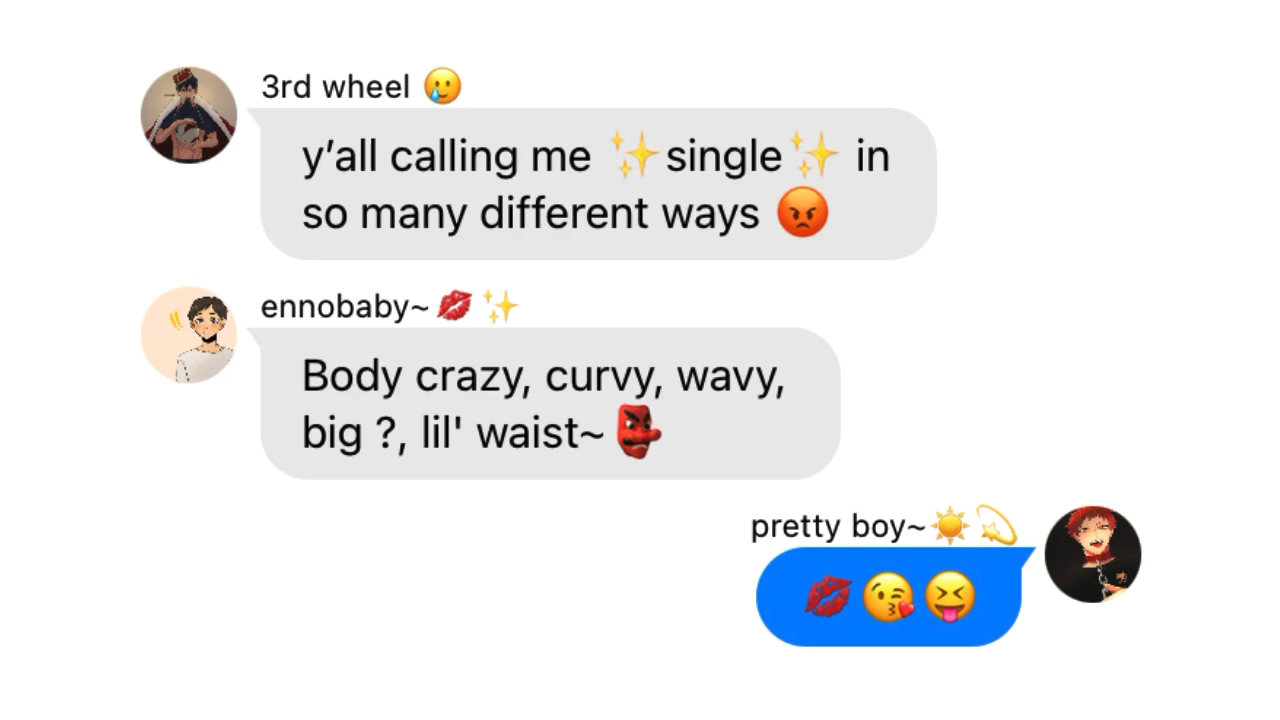 3rd wheel 🥲
y’all calling me ✨single✨ in
so many different ways 😡
ennobaby~💋✨
Body crazy, curvy, wavy,
big ?, lil' waist~👺
pretty boy~☀️💫
💋😘😝